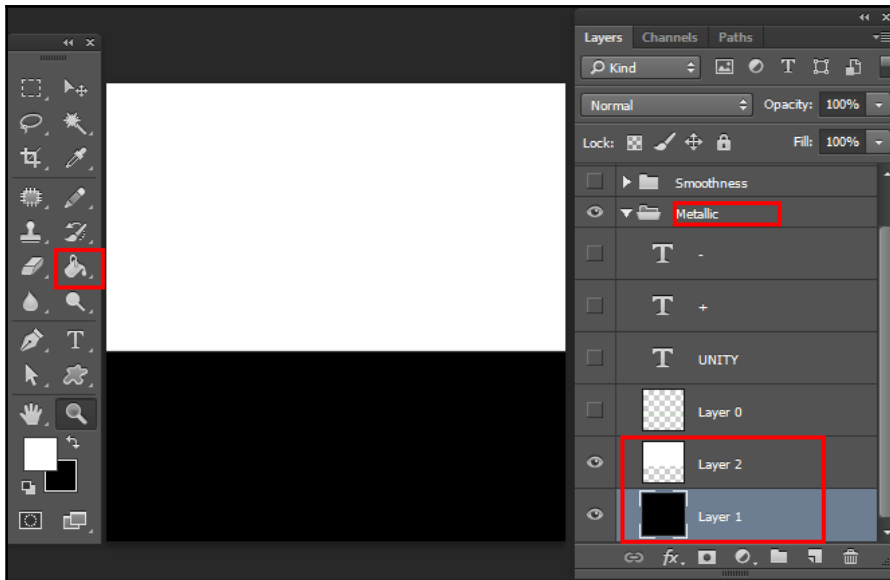 Layers Channels Paths
Kind
Normal Opacity: 100%
Lock: Fill: 100%
Smoothness
Metallic
T -
T +
T UNITY
Layer 0
Layer 2
Layer 1
fx